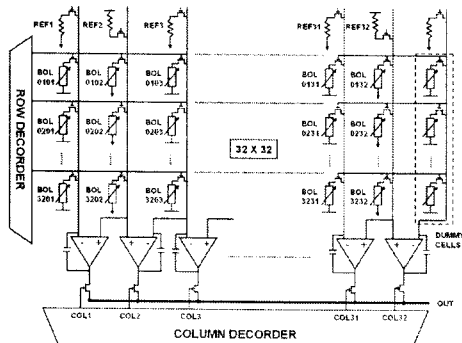 REF1 REF2 REF3 REF31 REF32
BOL 0101 BOL 0102 BOL 0103 BOL 0131 BOL 0132
BOL 0201 BOL 0202 BOL 0203 BOL 0231 BOL 0232
32 X 32
BOL 3201 BOL 3202 BOL 3203 BOL 3231 BOL 3232
ROW DECORDER
DUMMY CELLS
- + - + - + - + - +
OUT
COL1 COL2 COL3 COL31 COL32
COLUMN DECORDER